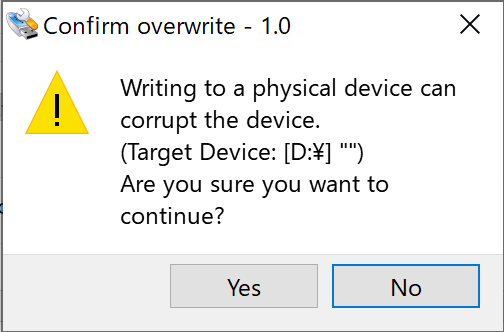 Confirm overwrite - 1.0
Writing to a physical device can
corrupt the device.
(Target Device: [D:¥] "")
Are you sure you want to
continue?
Yes No